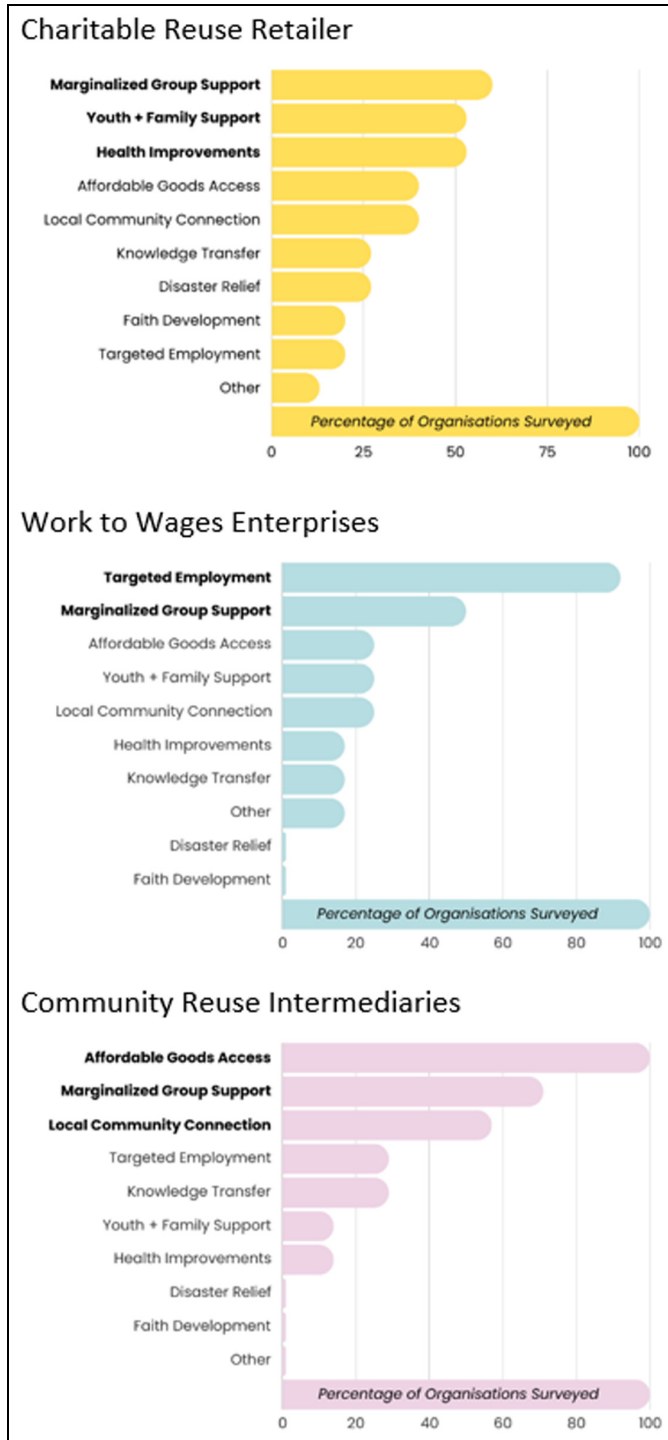 Charitable Reuse Retailer
Marginalized Group Support
Youth + Family Support
Health Improvements
Affordable Goods Access
Local Community Connection
Knowledge Transfer
Disaster Relief
Faith Development
Targeted Employment
Other
Percentage of Organisations Surveyed
0 25 50 75 100
Work to Wages Enterprises
Targeted Employment
Marginalized Group Support
Affordable Goods Access
Youth + Family Support
Local Community Connection
Health Improvements
Knowledge Transfer
Other
Disaster Relief
Faith Development
Percentage of Organisations Surveyed
0 20 40 60 80 100
Community Reuse Intermediaries
Affordable Goods Access
Marginalized Group Support
Local Community Connection
Targeted Employment
Knowledge Transfer
Youth + Family Support
Health Improvements
Disaster Relief
Faith Development
Other
Percentage of Organisations Surveyed
0 20 40 60 80 100